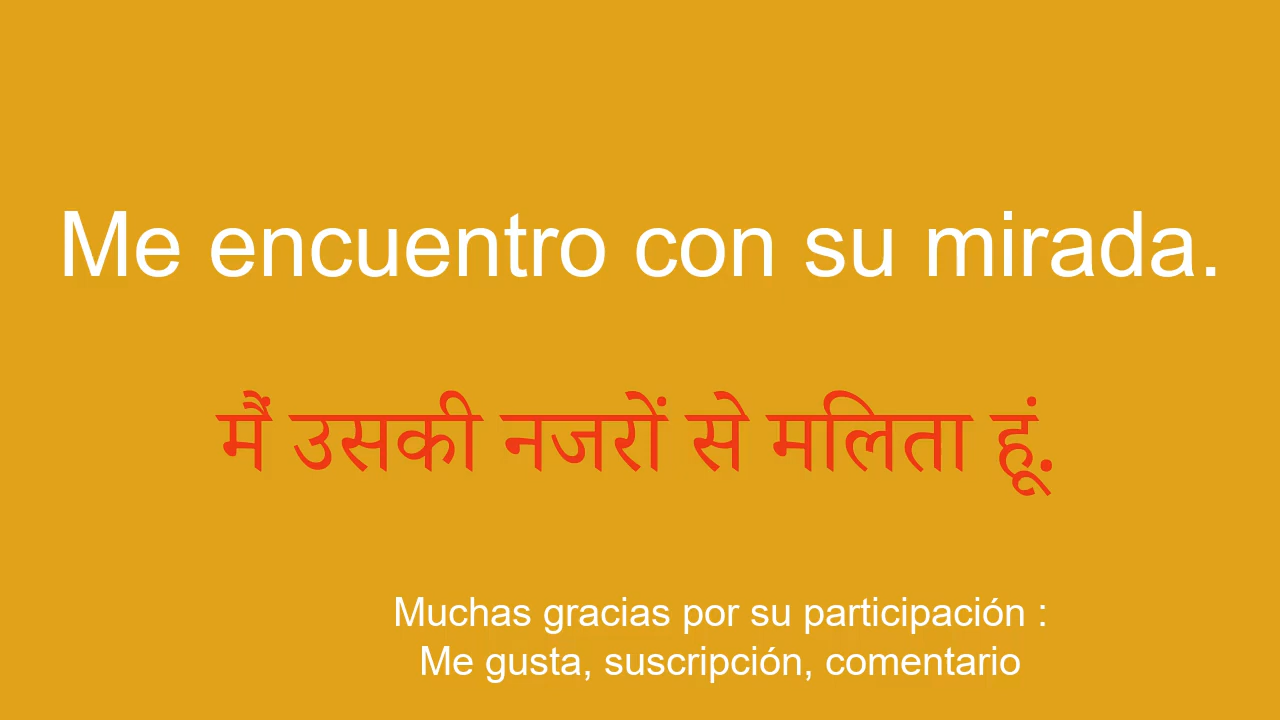 Me encuentro con su mirada.
मैं उसकी नजरों से मलिता हूं.
Muchas gracias por su participación :
Me gusta, suscripción, comentario